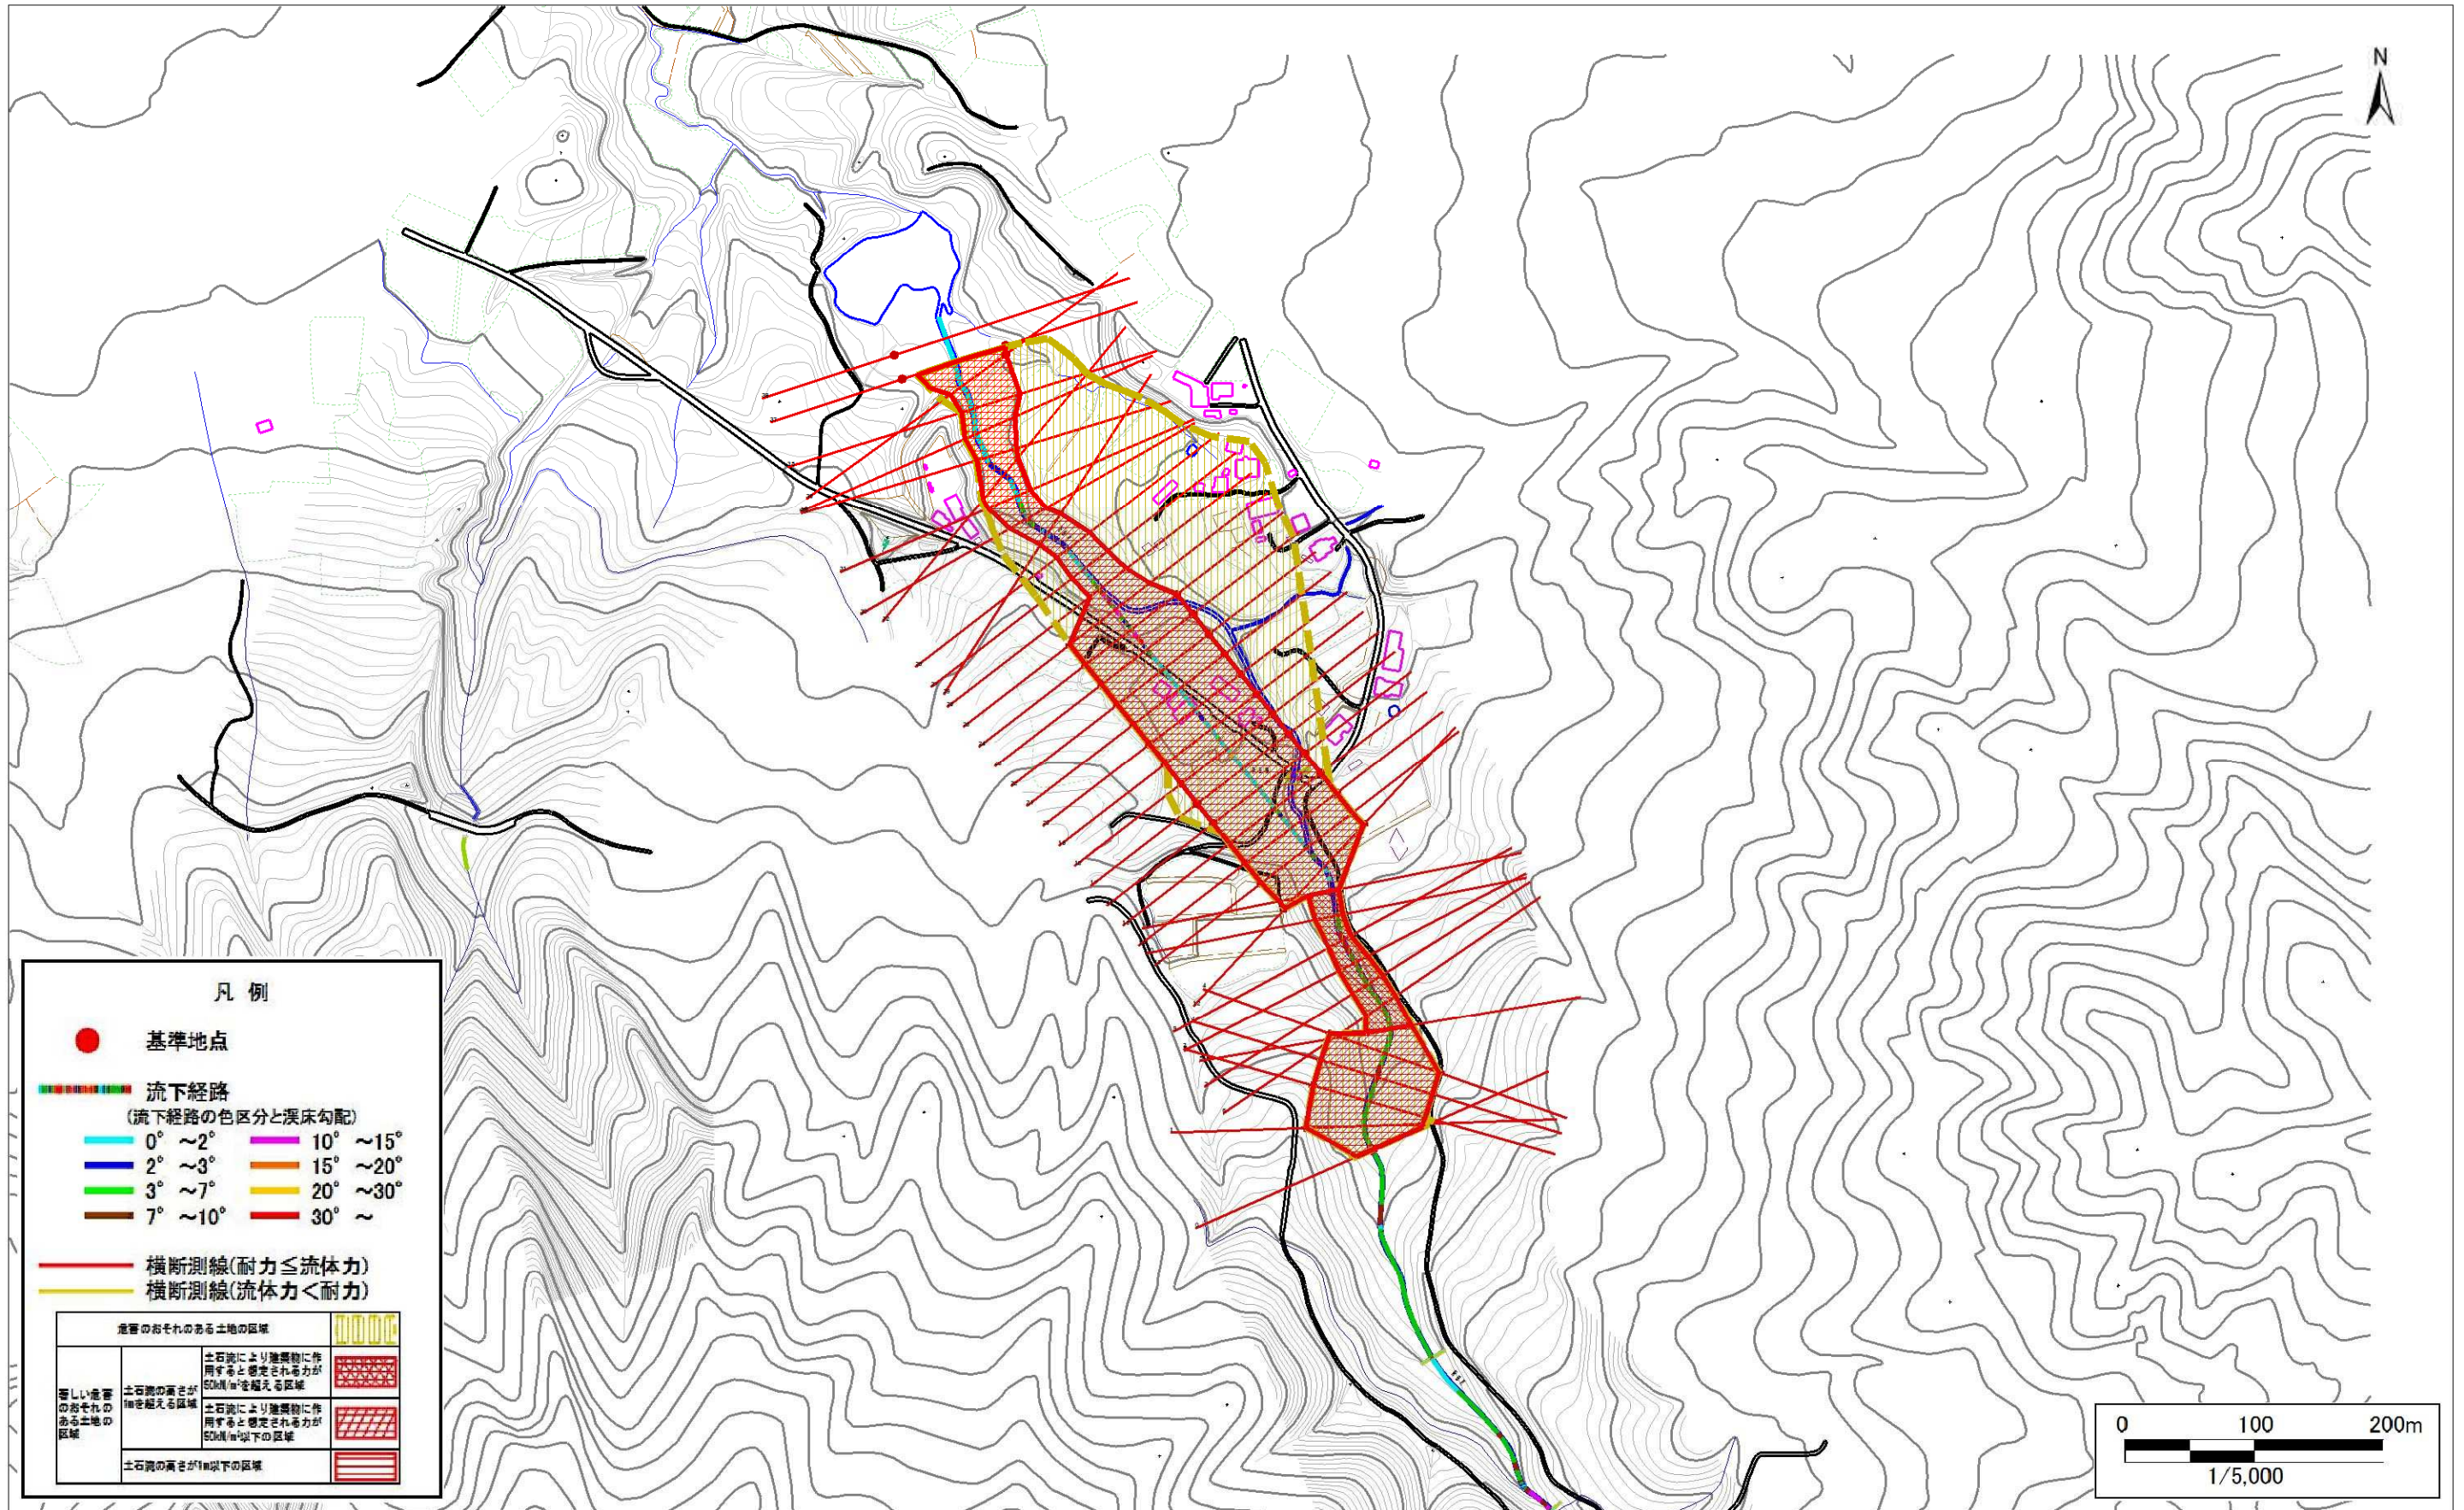 N
凡 例
基準地点
流下経路
(流下経路の色区分と渓床勾配)
0° ～2°
10° ～15°
2° ～3°
15° ～20°
3° ～7°
20° ～30°
7° ～10°
30° ～
横断測線(耐力≦流体力)
横断測線(流体力＜耐力)
危害のおそれのある土地の区域
著しい危害
のおそれの
ある土地の
区域
土石流の高さが
1mを超える区域
土石流により建築物に作
用すると想定される力が
50kN/㎡を超える区域
土石流により建築物に作
用すると想定される力が
50kN/㎡以下の区域
土石流の高さが1m以下の区域
0 100 200m
1/5,000